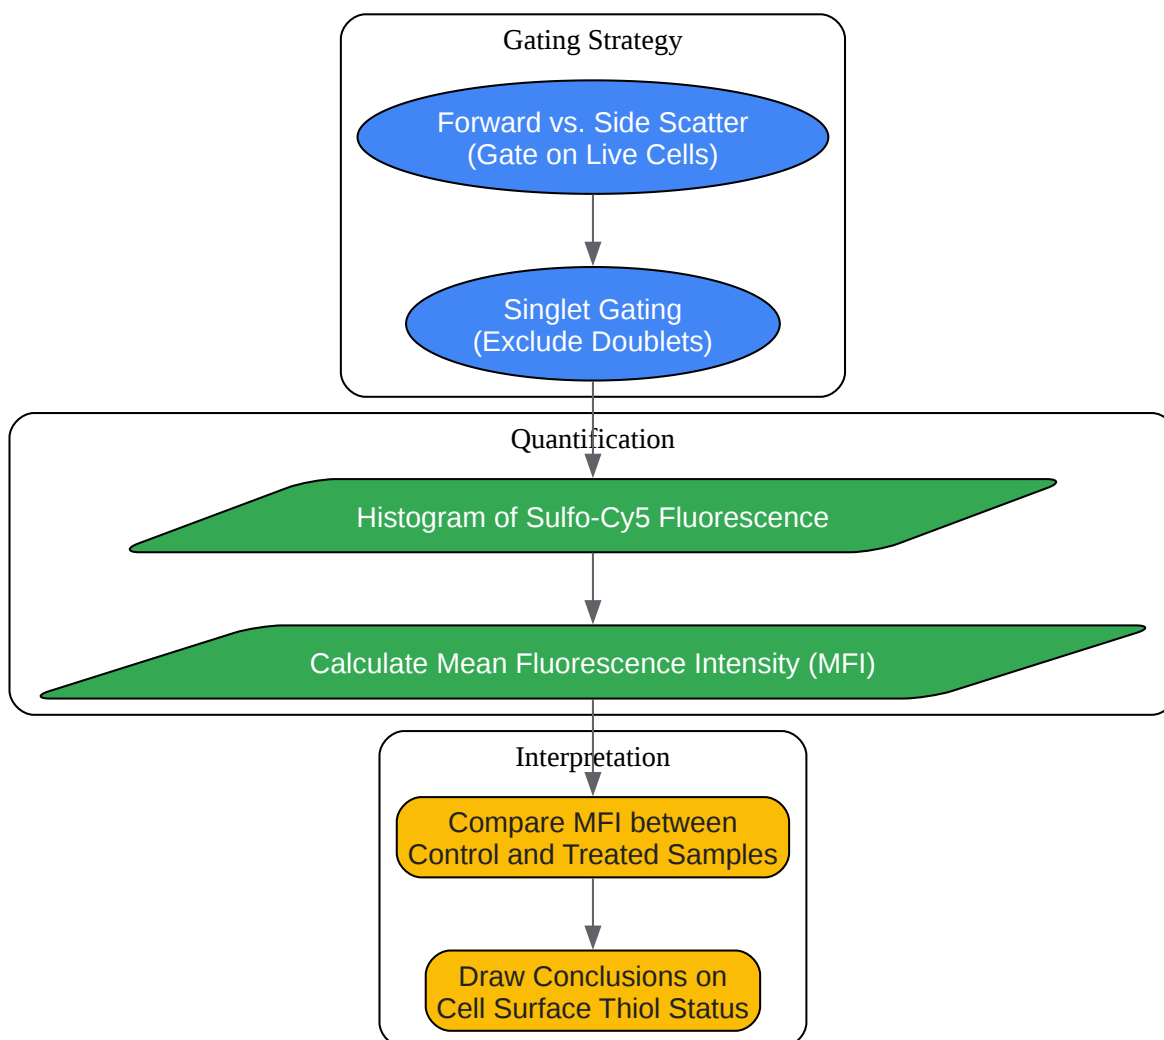 Gating Strategy
Forward vs. Side Scatter
(Gate on Live Cells)
Singlet Gating
(Exclude Doublets)
Quantification
Histogram of Sulfo-Cy5 Fluorescence
Calculate Mean Fluorescence Intensity (MFI)
Interpretation
Compare MFI between
Control and Treated Samples
Draw Conclusions on
Cell Surface Thiol Status